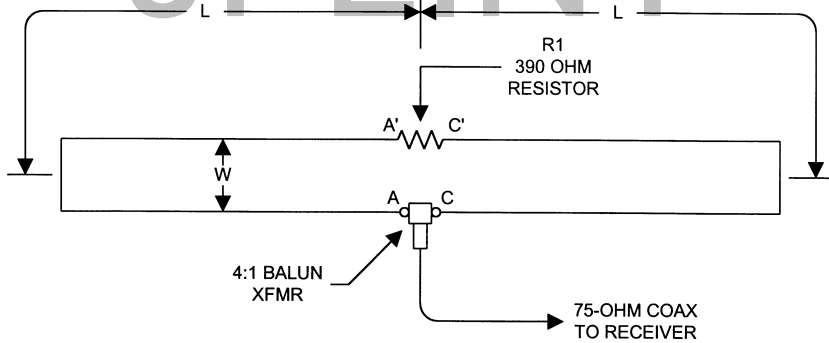 L
L
R1
390 OHM
RESISTOR
A' C'
W
A C
4:1 BALUN
XFMR
75-OHM COAX
TO RECEIVER